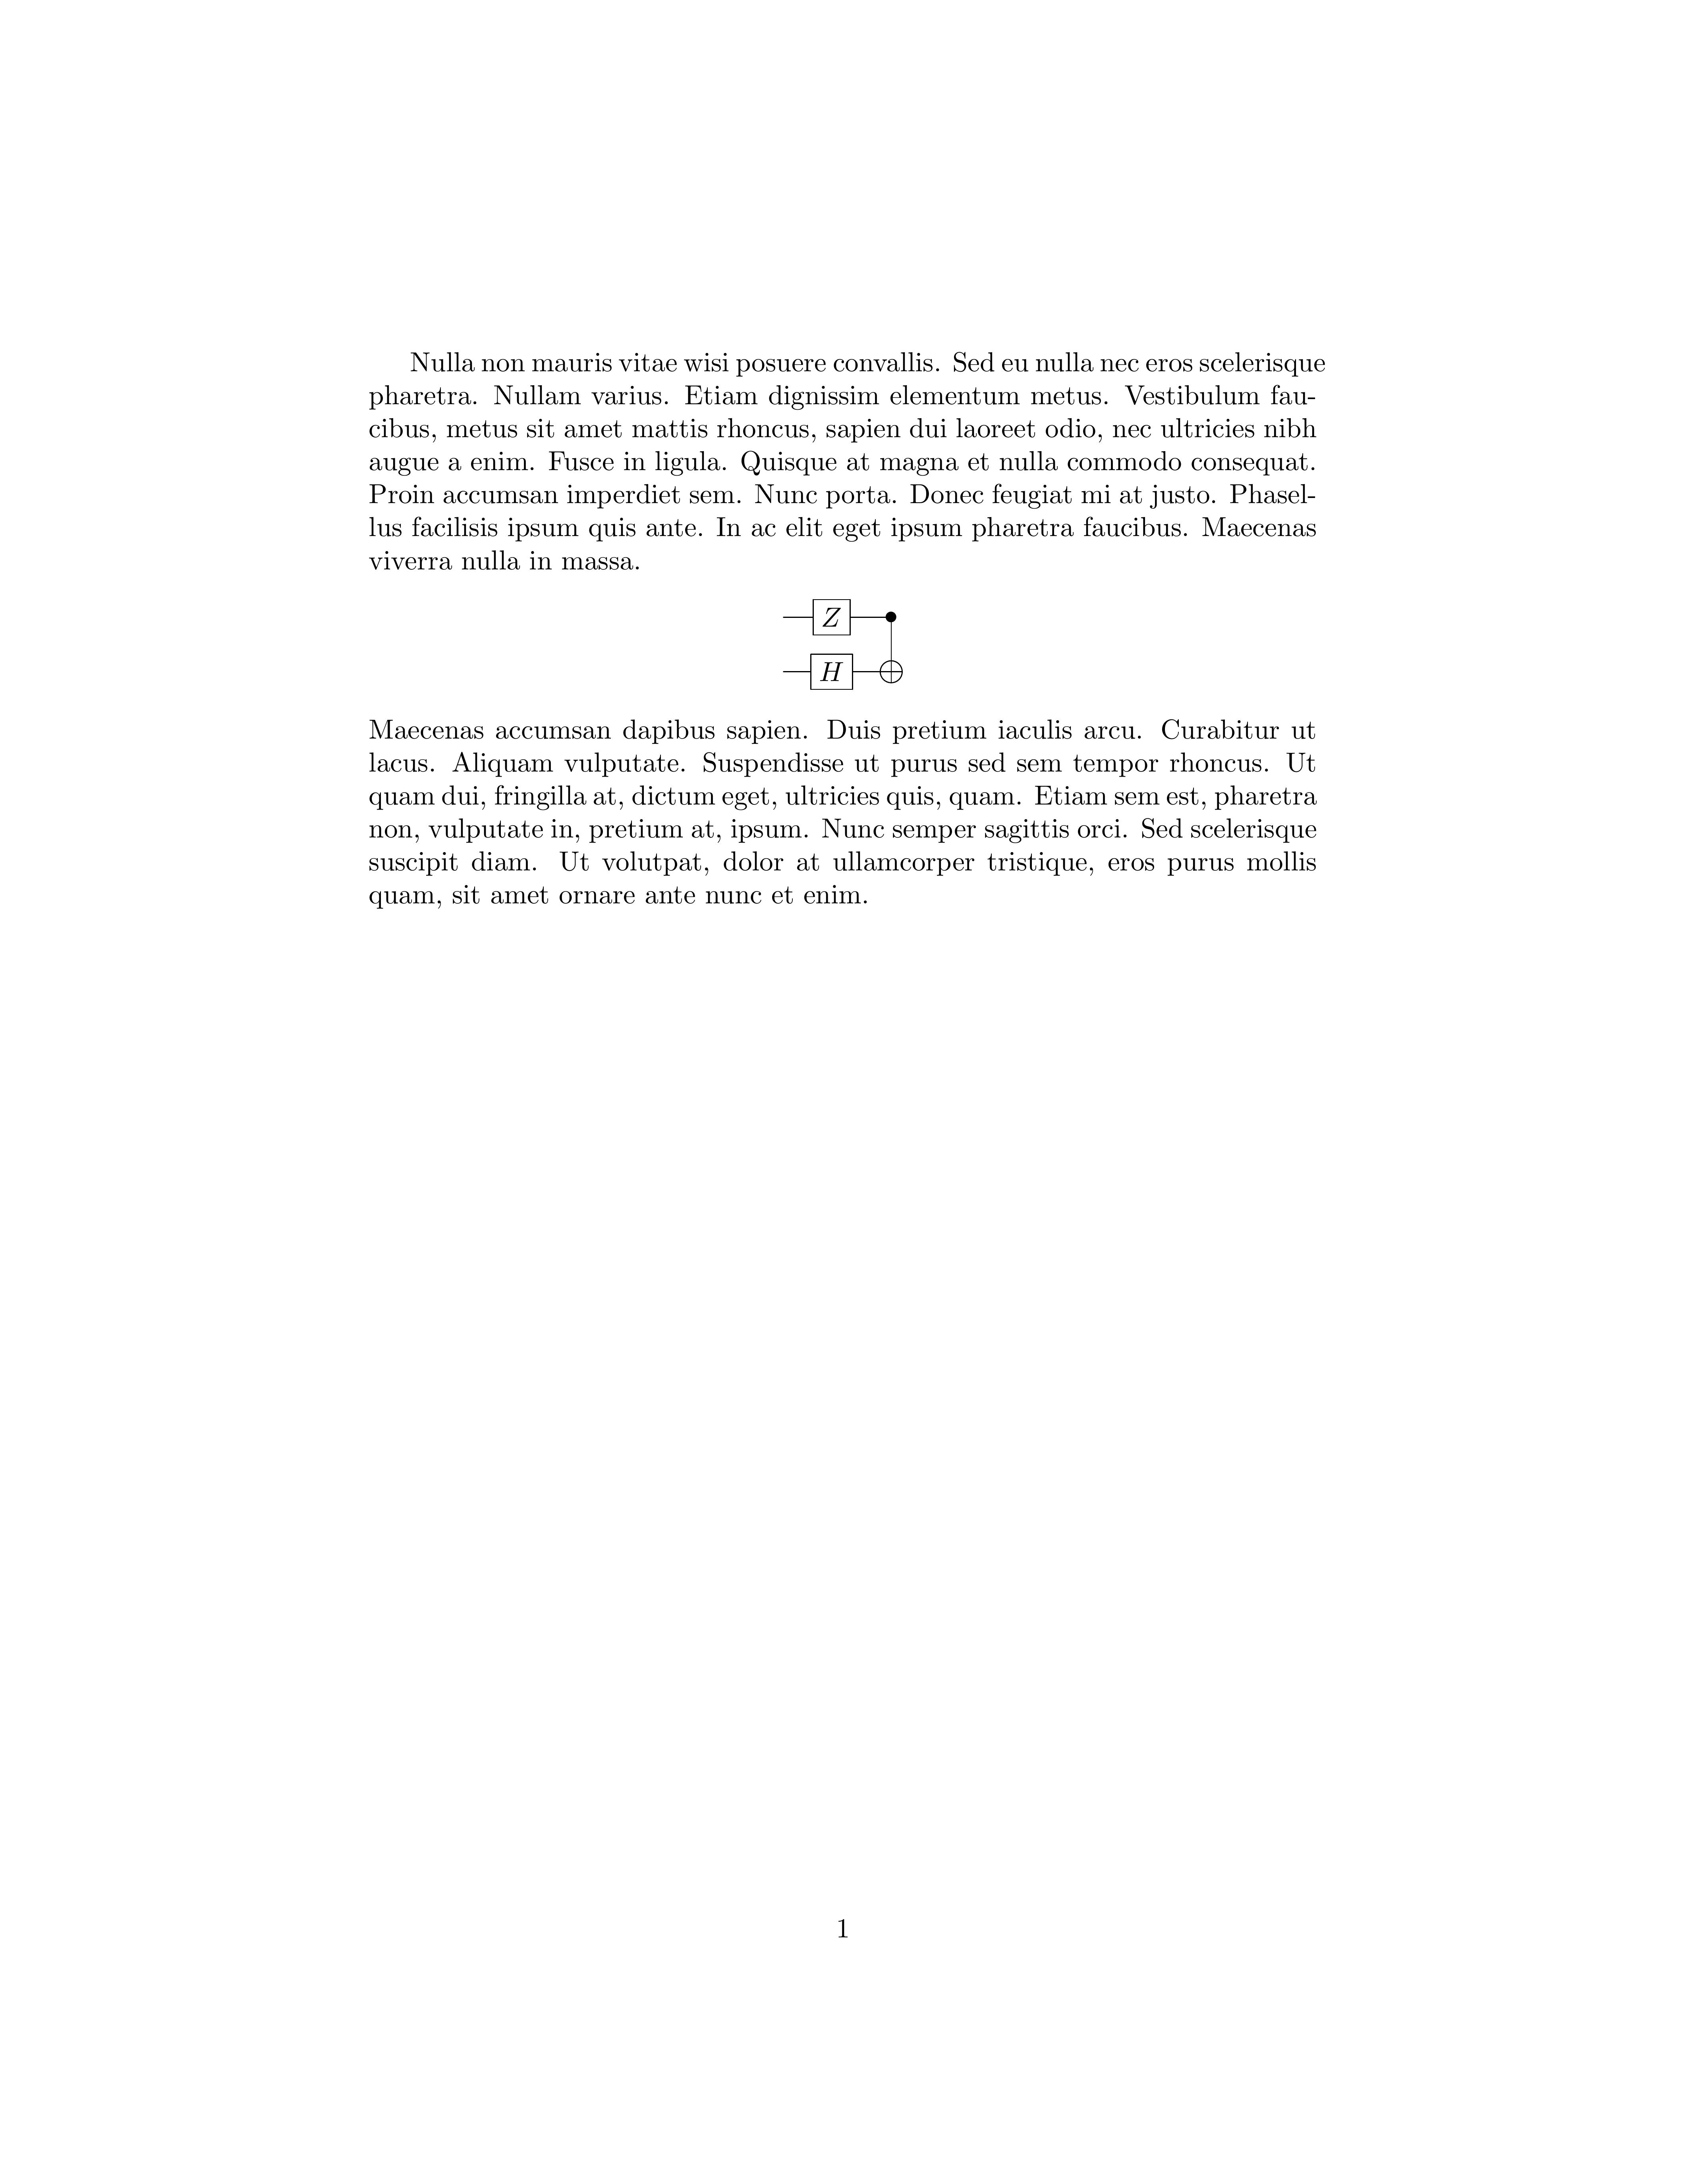 Nulla non mauris vitae wisi posuere convallis. Sed eu nulla nec eros scelerisque
pharetra. Nullam varius. Etiam dignissim elementum metus. Vestibulum fau-
cibus, metus sit amet mattis rhoncus, sapien dui laoreet odio, nec ultricies nibh
augue a enim. Fusce in ligula. Quisque at magna et nulla commodo consequat.
Proin accumsan imperdiet sem. Nunc porta. Donec feugiat mi at justo. Phasel-
lus facilisis ipsum quis ante. In ac elit eget ipsum pharetra faucibus. Maecenas
viverra nulla in massa.
Z
H
Maecenas accumsan dapibus sapien. Duis pretium iaculis arcu. Curabitur ut
lacus. Aliquam vulputate. Suspendisse ut purus sed sem tempor rhoncus. Ut
quam dui, fringilla at, dictum eget, ultricies quis, quam. Etiam sem est, pharetra
non, vulputate in, pretium at, ipsum. Nunc semper sagittis orci. Sed scelerisque
suscipit diam. Ut volutpat, dolor at ullamcorper tristique, eros purus mollis
quam, sit amet ornare ante nunc et enim.
1